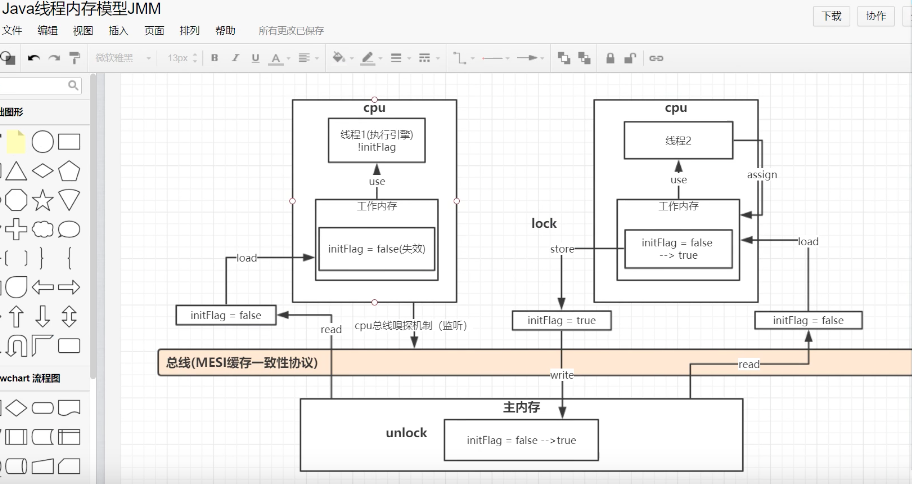 Java线程内存模型JMM
下载
协作
文件 编辑 视图 插入 页面 排列 帮助 所有更改已保存
微软雅黑 13px B I U A
础图形
wchart 流程图
cpu
线程1(执行引擎)
!initFlag
use
工作内存
initFlag = false(失效)
load
initFlag = false
read
cpu总线嗅探机制（监听）
cpu
线程2
assign
use
工作内存
initFlag = false
--> true
lock
store
load
initFlag = true
initFlag = false
总线(MESI缓存一致性协议)
write
read
主内存
unlock
initFlag = false -->true